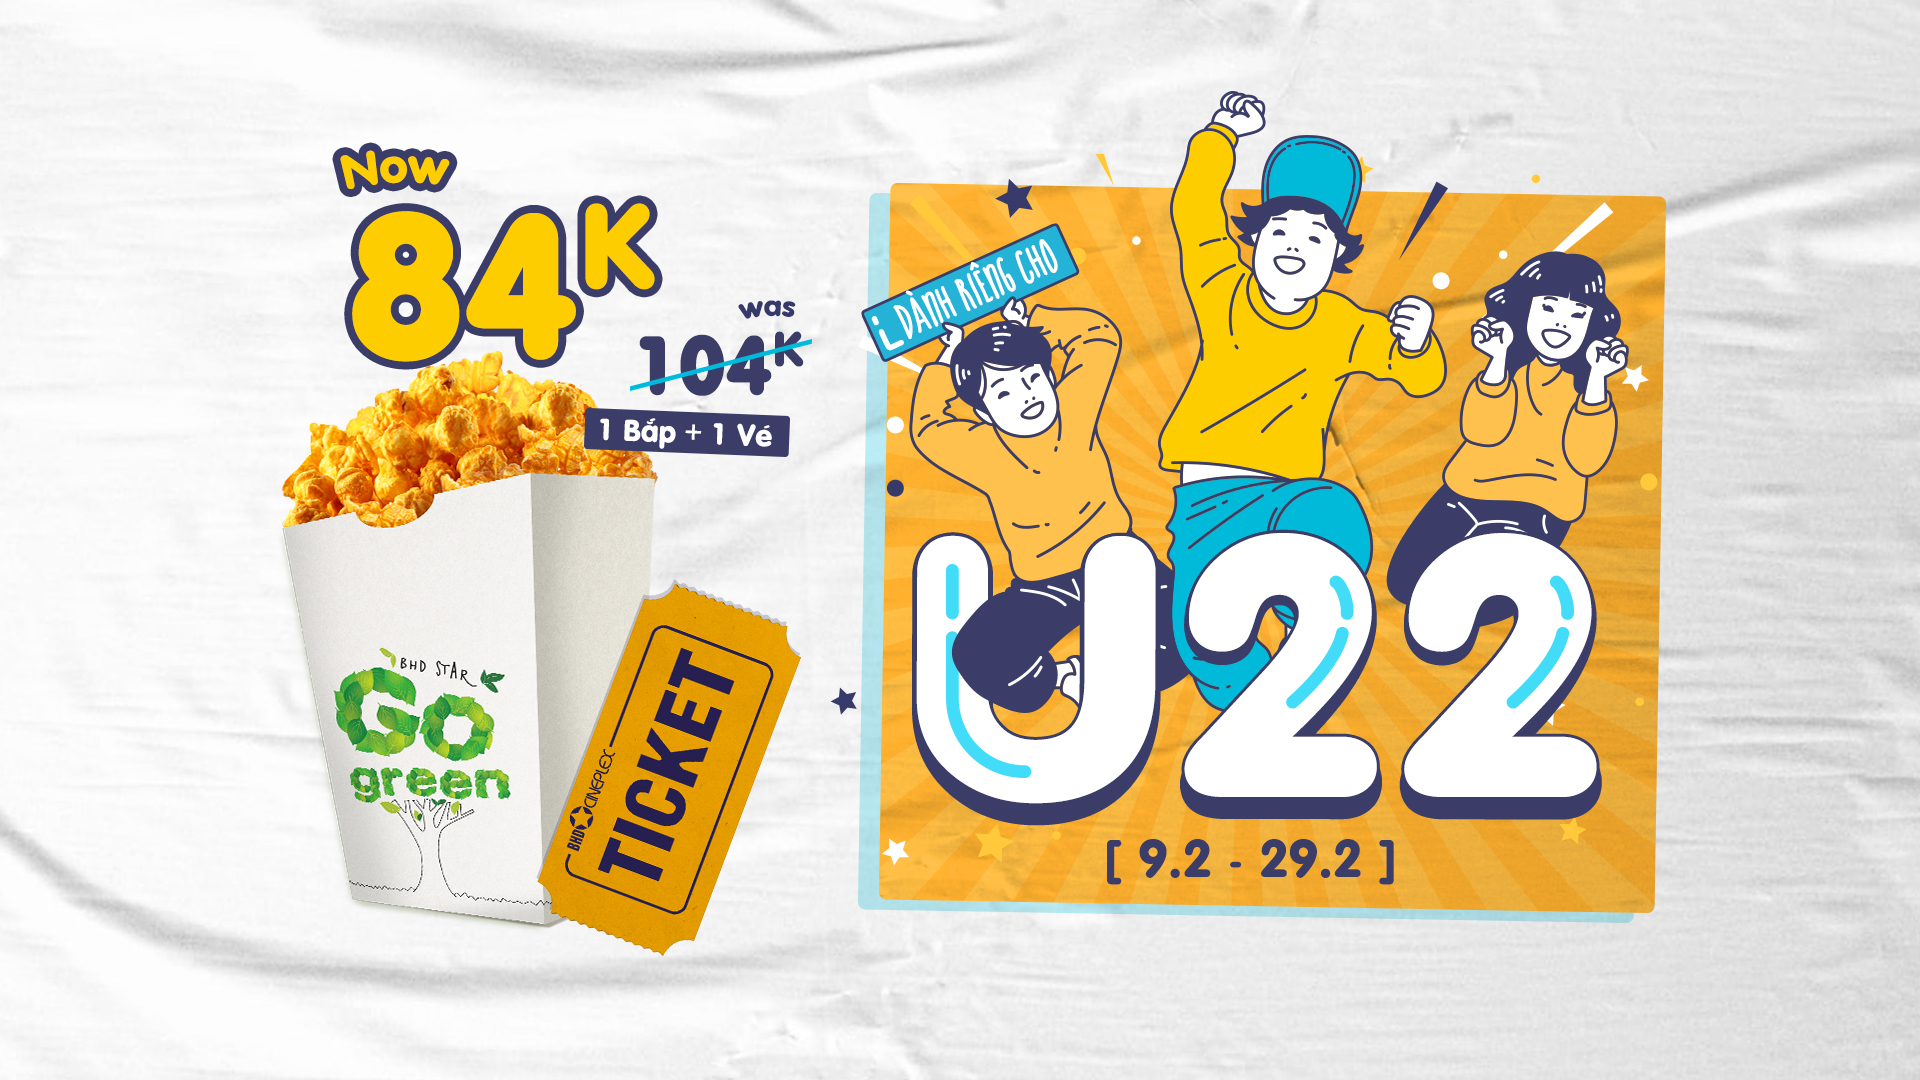 Now
84K
was
104K
1 Bắp + 1 Vé
BHD STAR
Go
green
BHD CINEPLEX
TICKET
DÀNH RIÊNG CHO
U22
[ 9.2 - 29.2 ]